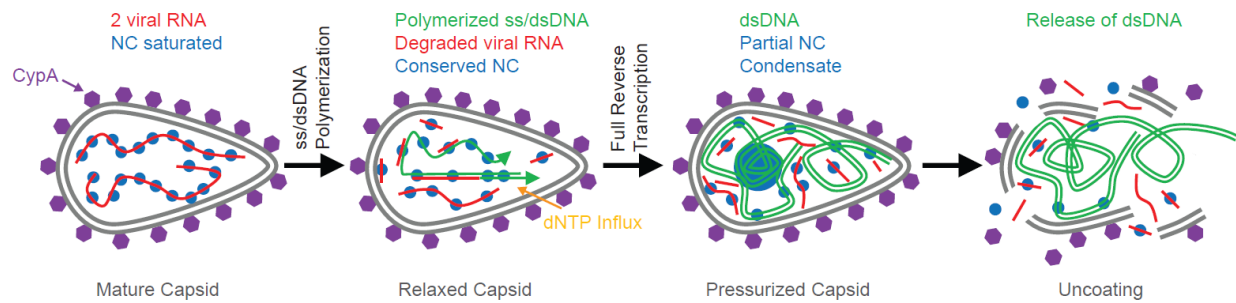 2 viral RNA
NC saturated
CypA
ss/dsDNA
Polymerization
Polymerized ss/dsDNA
Degraded viral RNA
Conserved NC
dNTP Influx
Full Reverse
Transcription
dsDNA
Partial NC
Condensate
Release of dsDNA
Mature Capsid
Relaxed Capsid
Pressurized Capsid
Uncoating